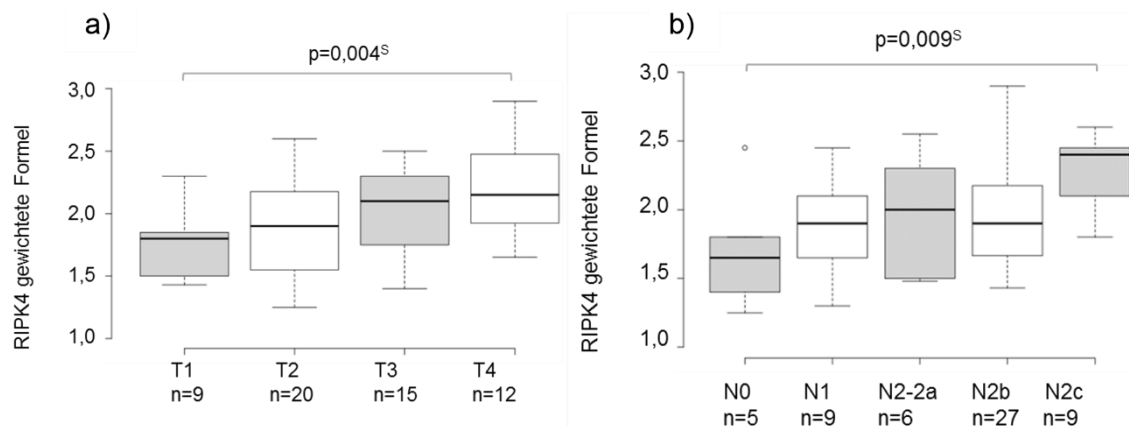 a)
p=0,004ˢ
RIPK4 gewichtete Formel
3,0
2,5
2,0
1,5
1,0
T1
T2
T3
T4
n=9
n=20
n=15
n=12
b)
p=0,009ˢ
RIPK4 gewichtete Formel
3,0
2,5
2,0
1,5
1,0
N0
N1
N2-2a
N2b
N2c
n=5
n=9
n=6
n=27
n=9